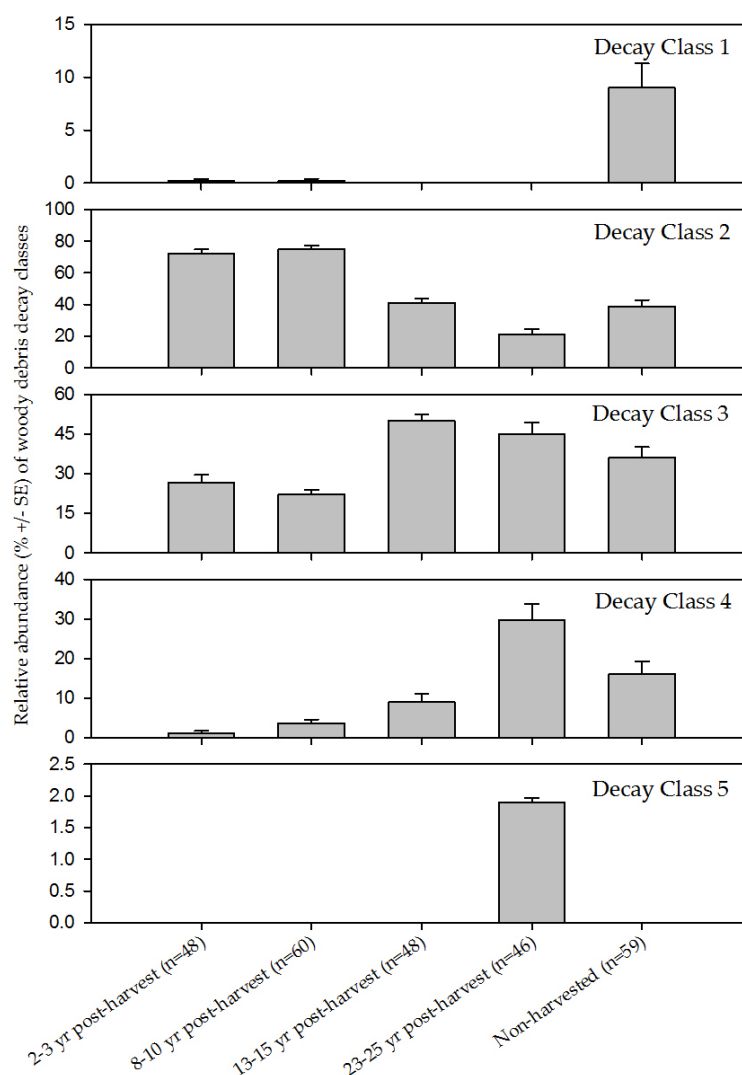 Relative abundance (% +/- SE) of woody debris decay classes
Decay Class 1
15
10
5
0
Decay Class 2
100
80
60
40
20
0
Decay Class 3
60
45
30
15
0
Decay Class 4
40
30
20
10
0
Decay Class 5
2.5
2.0
1.5
1.0
0.5
0.0
2-3 yr post-harvest (n=48)
8-10 yr post-harvest (n=60)
13-15 yr post-harvest (n=48)
23-25 yr post-harvest (n=46)
Non-harvested (n=59)